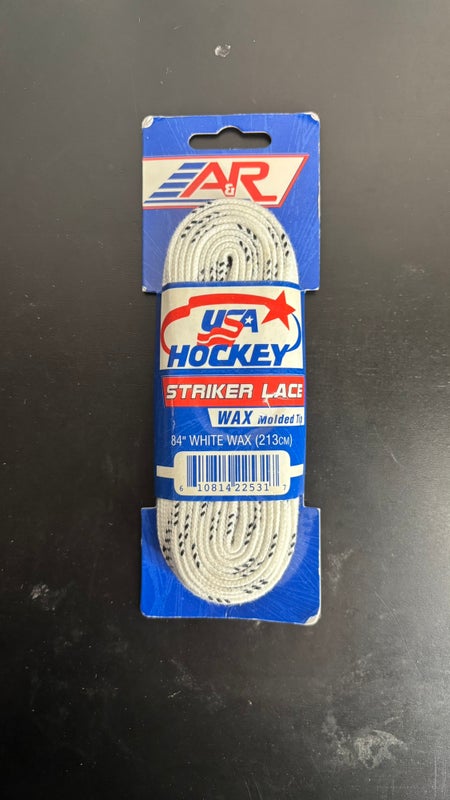 A&R
USA
HOCKEY
STRIKER LACE
WAX Molded Tip
84" WHITE WAX (213CM)
6 10814 22531 7